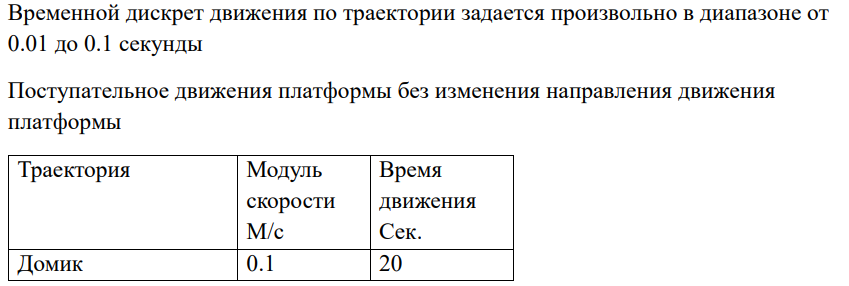 Временной дискрет движения по траектории задается произвольно в диапазоне от
0.01 до 0.1 секунды
Поступательное движения платформы без изменения направления движения
платформы
Траектория
Модуль
скорости
М/с
Время
движения
Сек.
Домик
0.1
20